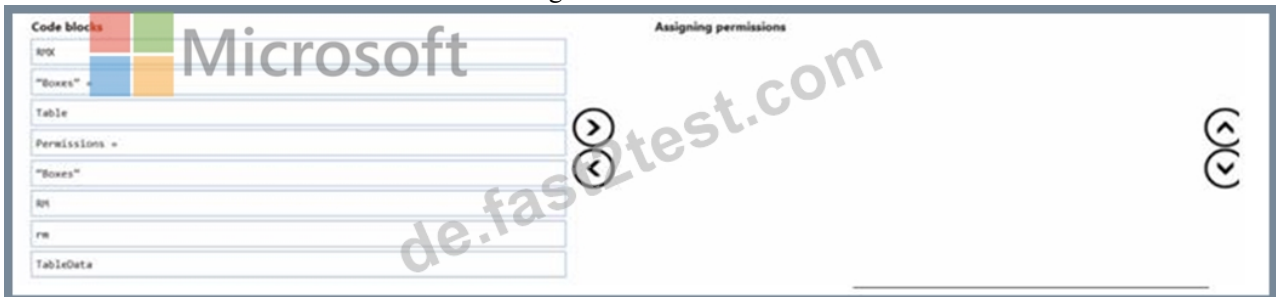 Code blocks
Assigning permissions
Microsoft
RMX
"Boxes" =
Table
Permissions =
"Boxes"
RM
rm
TableData
de.fast2test.com